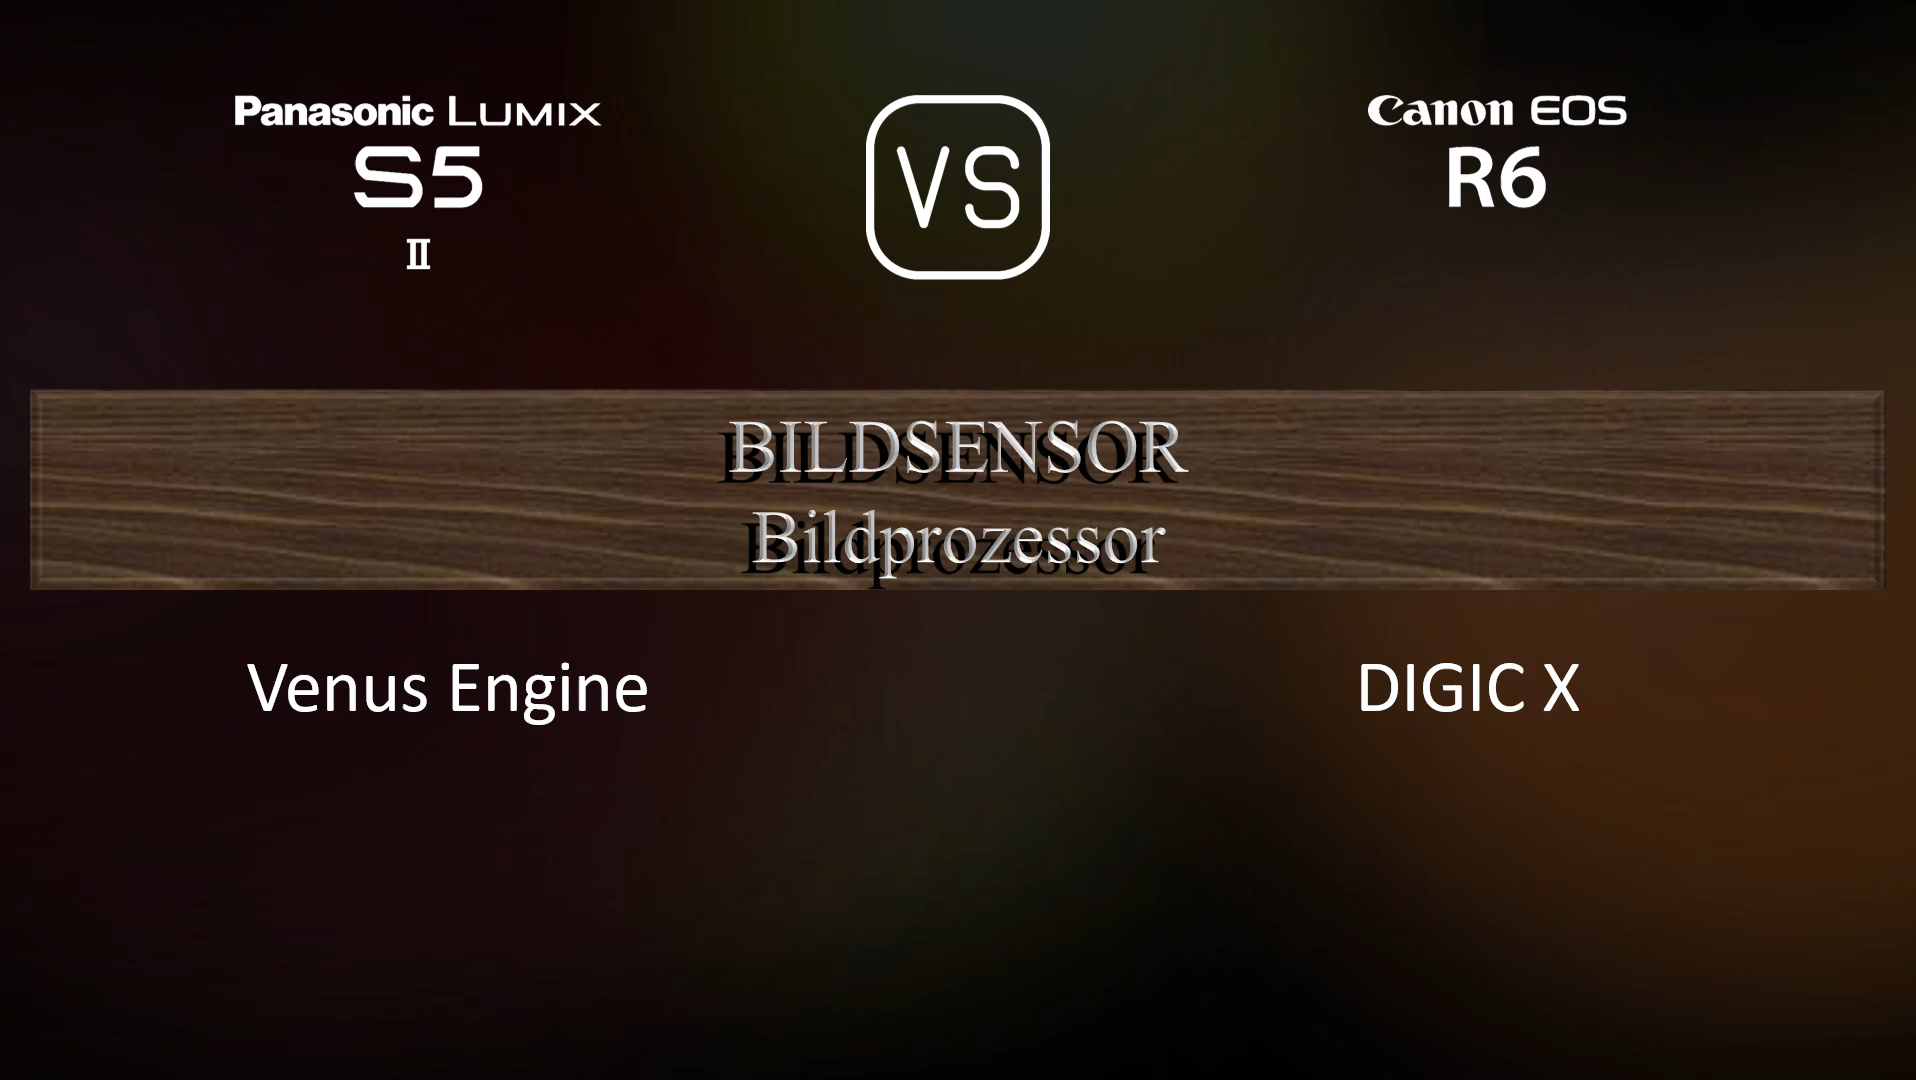 Panasonic LUMIX
S5
II
VS
Canon EOS
R6
BILDSENSOR
Bildprozessor
Venus Engine
DIGIC X